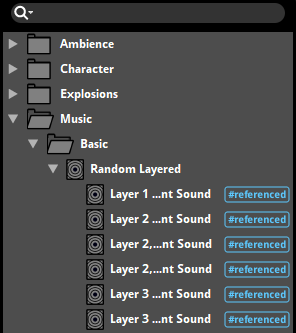 Ambience
Character
Explosions
Music
Basic
Random Layered
Layer 1 ...nt Sound #referenced
Layer 2 ...nt Sound #referenced
Layer 2,...nt Sound #referenced
Layer 2,...nt Sound #referenced
Layer 3 ...nt Sound #referenced
Layer 3 ...nt Sound #referenced